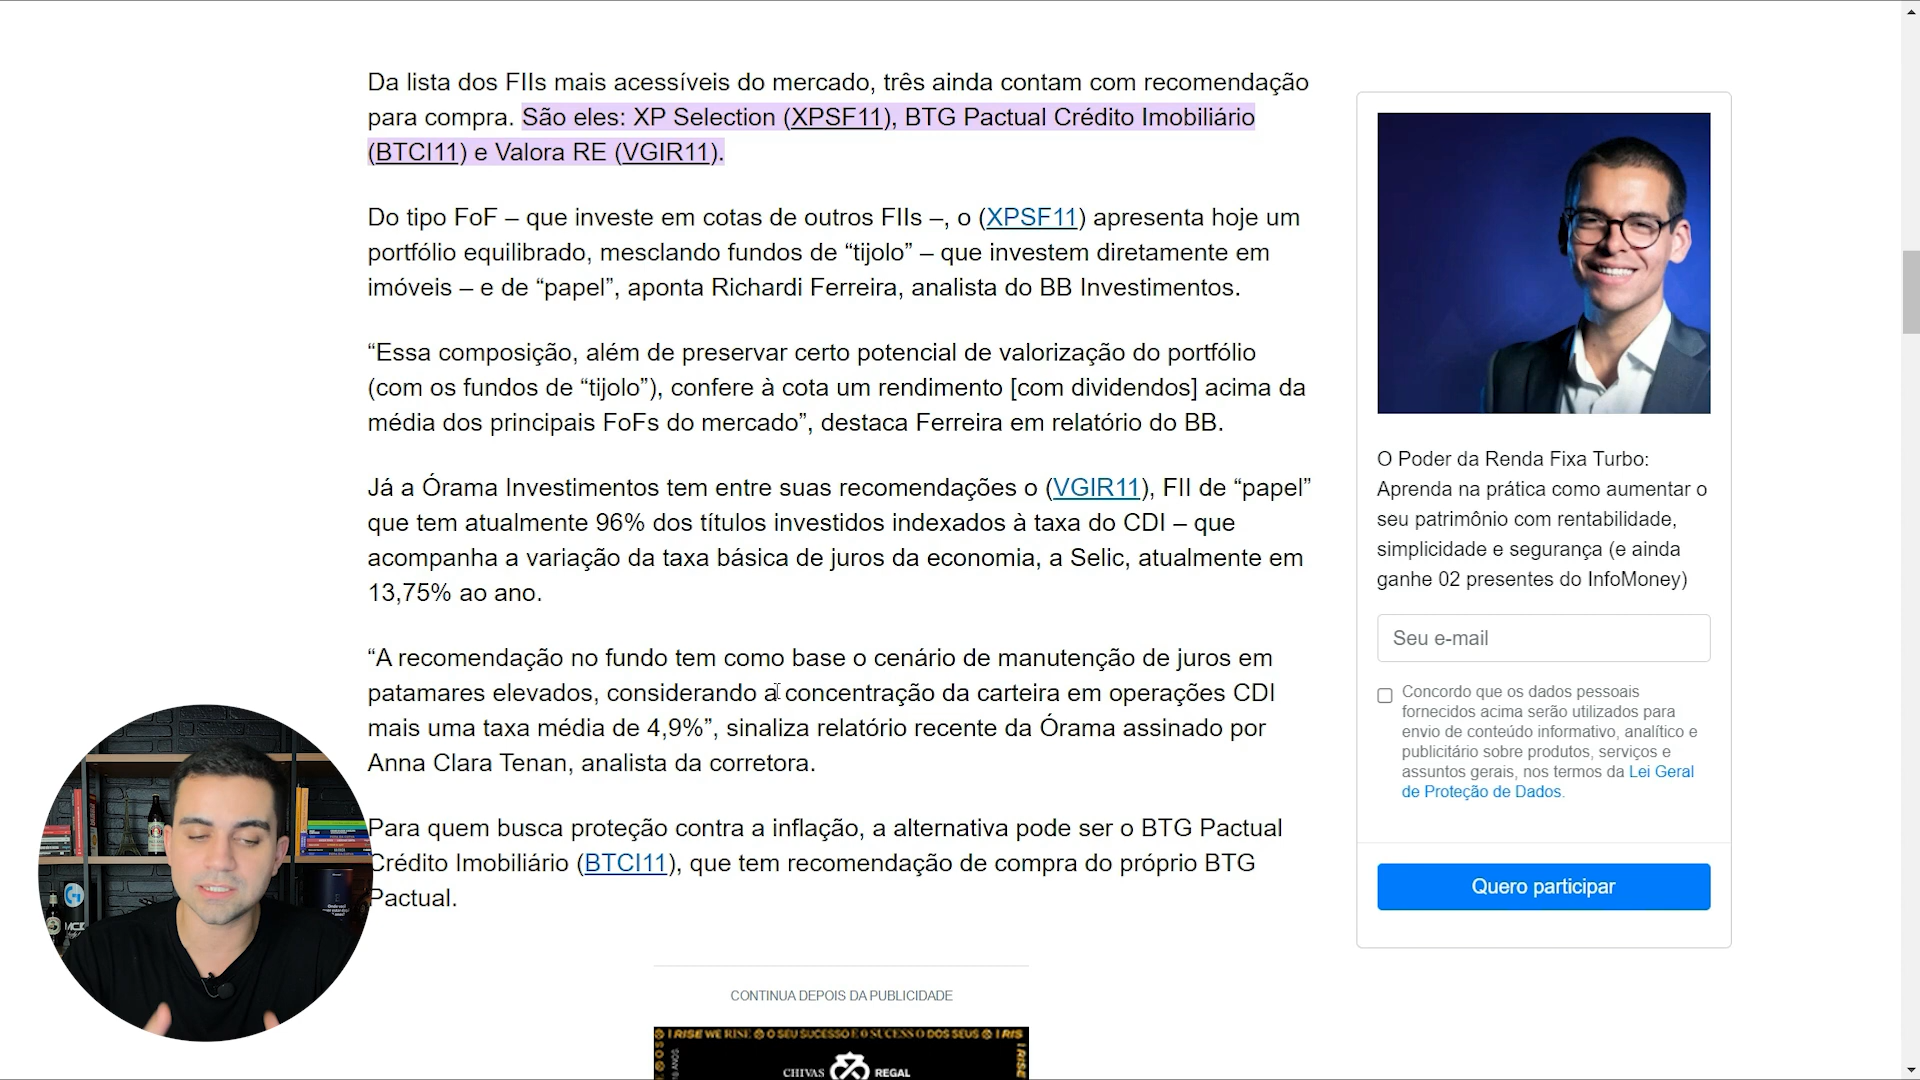 Da lista dos FIIs mais acessíveis do mercado, três ainda contam com recomendação
para compra. São eles: XP Selection (XPSF11), BTG Pactual Crédito Imobiliário
(BTCI11) e Valora RE (VGIR11).
Do tipo FoF – que investe em cotas de outros FIIs –, o (XPSF11) apresenta hoje um
portfólio equilibrado, mesclando fundos de “tijolo” – que investem diretamente em
imóveis – e de “papel”, aponta Richardi Ferreira, analista do BB Investimentos.
“Essa composição, além de preservar certo potencial de valorização do portfólio
(com os fundos de “tijolo”), confere à cota um rendimento [com dividendos] acima da
média dos principais FoFs do mercado”, destaca Ferreira em relatório do BB.
Já a Órama Investimentos tem entre suas recomendações o (VGIR11), FII de “papel”
que tem atualmente 96% dos títulos investidos indexados à taxa do CDI – que
acompanha a variação da taxa básica de juros da economia, a Selic, atualmente em
13,75% ao ano.
“A recomendação no fundo tem como base o cenário de manutenção de juros em
patamares elevados, considerando a concentração da carteira em operações CDI
mais uma taxa média de 4,9%”, sinaliza relatório recente da Órama assinado por
Anna Clara Tenan, analista da corretora.
Para quem busca proteção contra a inflação, a alternativa pode ser o BTG Pactual
Crédito Imobiliário (BTCI11), que tem recomendação de compra do próprio BTG
Pactual.
CONTINUA DEPOIS DA PUBLICIDADE
I RISE WE RISE O SEU SUCESSO É O SUCESSO DOS SEUS I RIS
CHIVAS REGAL
O Poder da Renda Fixa Turbo:
Aprenda na prática como aumentar o
seu patrimônio com rentabilidade,
simplicidade e segurança (e ainda
ganhe 02 presentes do InfoMoney)
Seu e-mail
Concordo que os dados pessoais
fornecidos acima serão utilizados para
envio de conteúdo informativo, analítico e
publicitário sobre produtos, serviços e
assuntos gerais, nos termos da Lei Geral
de Proteção de Dados.
Quero participar